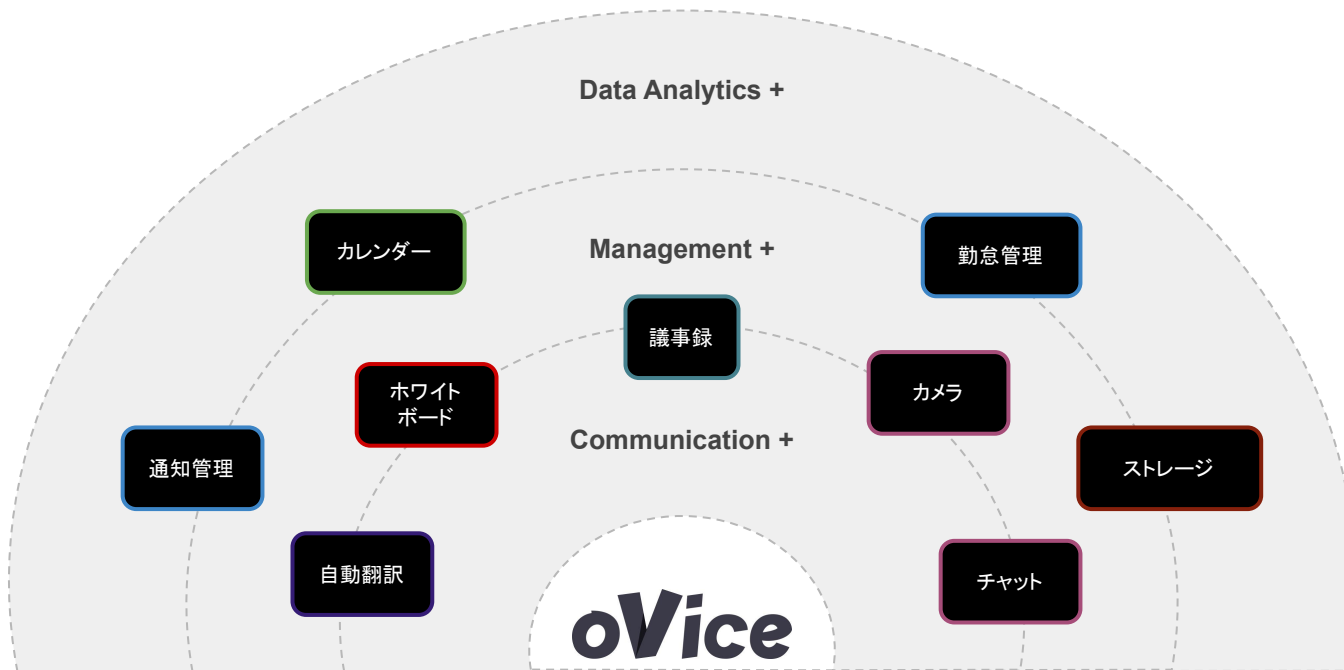 Data Analytics +
カレンダー
Management +
勤怠管理
議事録
ホワイト
ボード
カメラ
Communication +
通知管理
ストレージ
自動翻訳
チャット
oVice